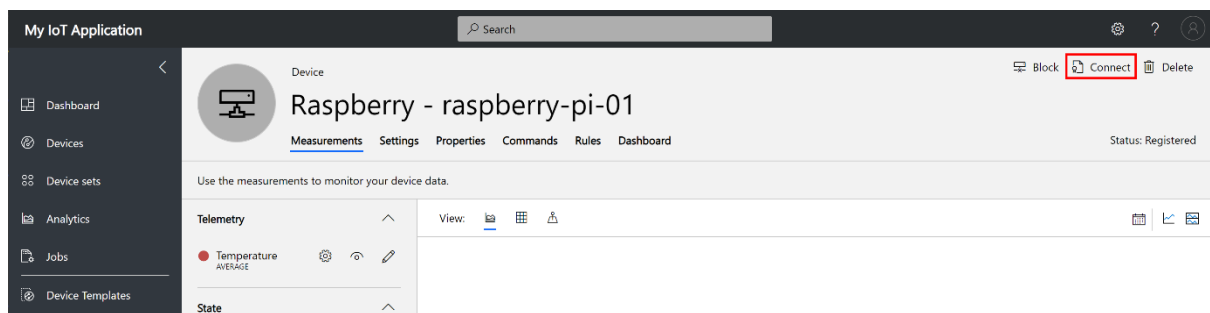 My IoT Application
Search
?
Device
Block Connect Delete
Raspberry - raspberry-pi-01
Dashboard
Measurements Settings Properties Commands Rules Dashboard
Status: Registered
Devices
Device sets
Use the measurements to monitor your device data.
Analytics
Telemetry
View:
Jobs
Temperature
AVERAGE
Device Templates
State